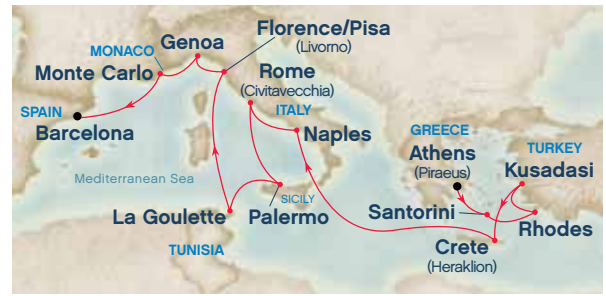 Florence/Pisa
(Livorno)
Genoa
MONACO
Monte Carlo
Rome
(Civitavecchia)
SPAIN
Barcelona
ITALY
Naples
GREECE
Athens
(Piraeus)
TURKEY
Kusadasi
Mediterranean Sea
SICILY
La Goulette
Palermo
Santorini
Rhodes
TUNISIA
Crete
(Heraklion)